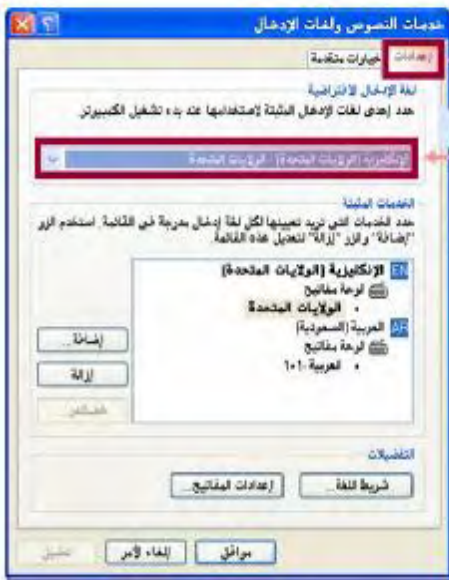 خدمات النصوص ولغات الإدخال
إعدادات
خيارات متقدمة
لغة الإدخال الافتراضية
حدد إحدى لغات الإدخال المثبتة لاستخدامها عند بدء تشغيل الكمبيوتر.
الإنكليزية (الولايات المتحدة) - الولايات المتحدة
الخدمات المثبتة
حدد الخدمات التي تريد تعيينها لكل لغة إدخال مدرجة في القائمة. استخدم الزر
"إضافة" والزر "إزالة" لتعديل هذه القائمة.
EN الإنكليزية (الولايات المتحدة)
لوحة مفاتيح
• الولايات المتحدة
AR العربية (السعودية)
لوحة مفاتيح
• العربية ١٠١
إضافة...
إزالة
خصائص...
التفضيلات
شريط اللغة...
إعدادات المفاتيح...
موافق
إلغاء الأمر
تطبيق